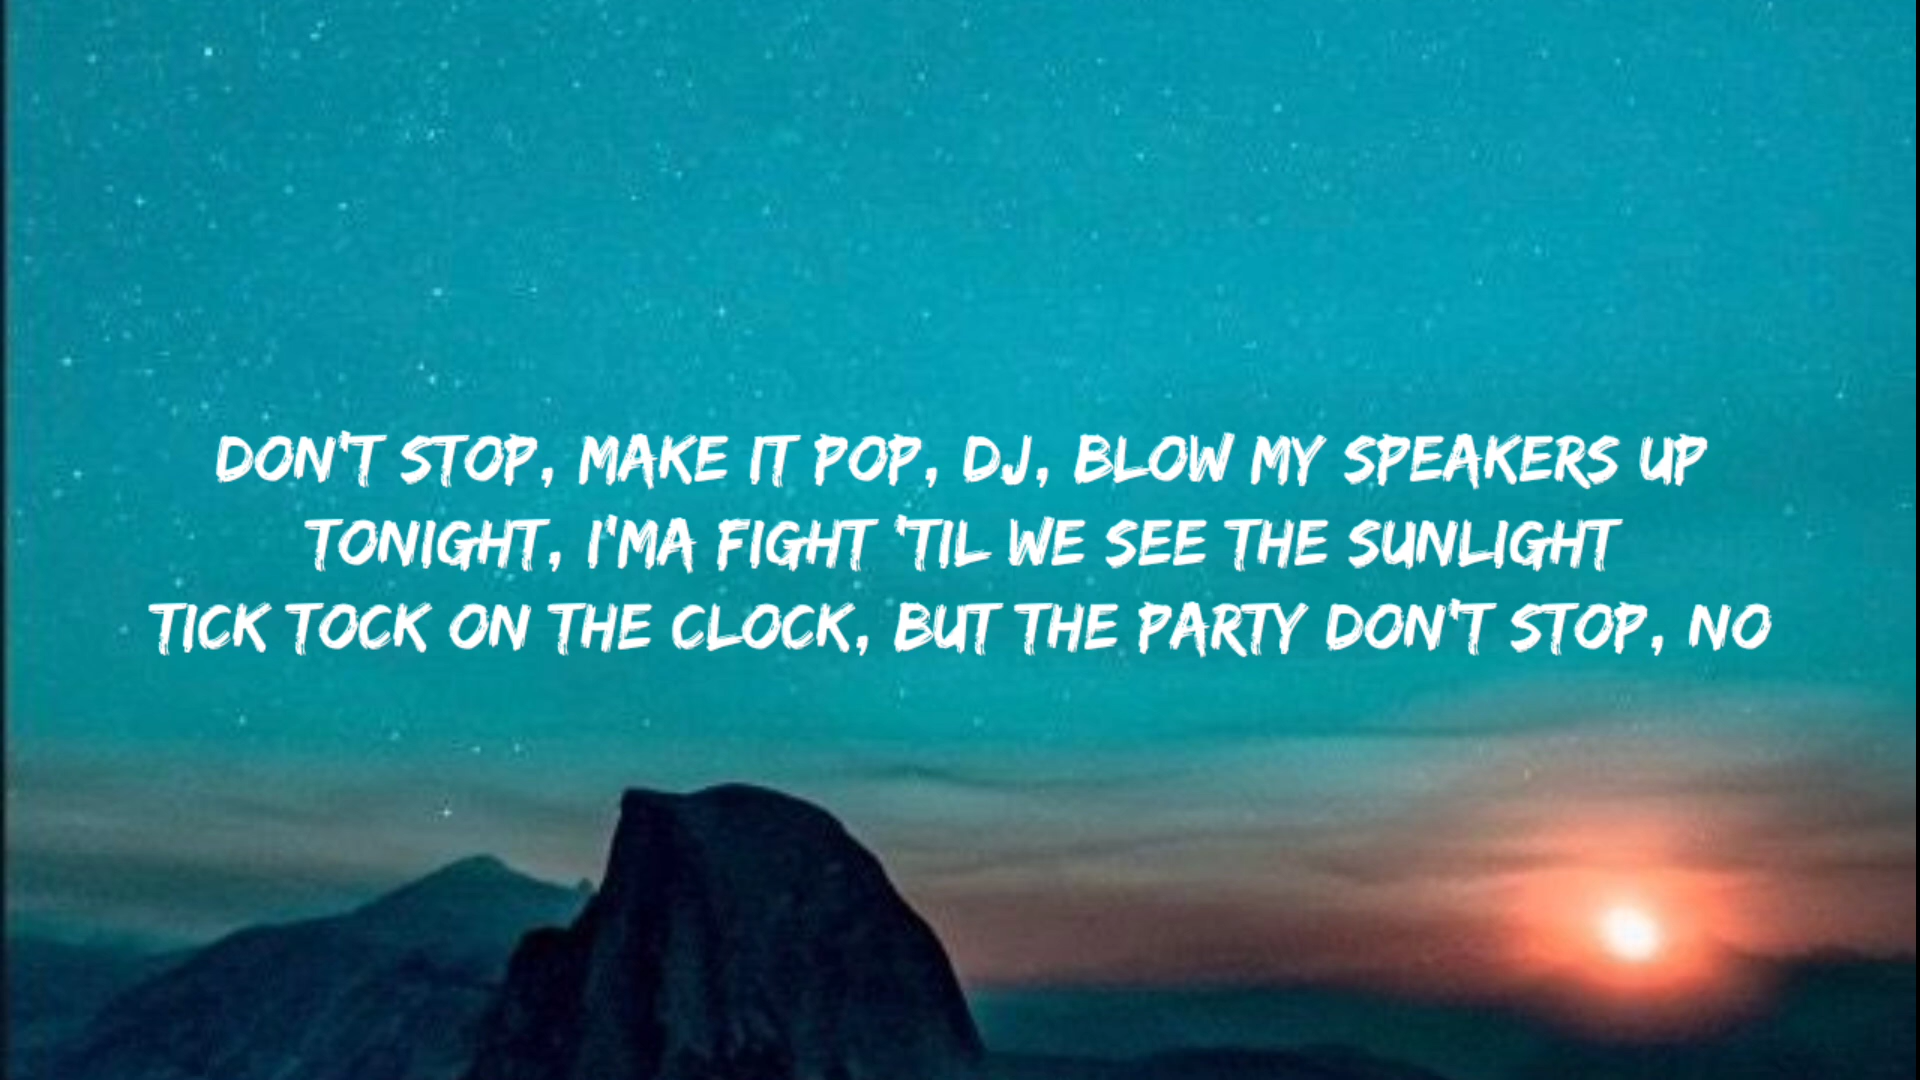 DON'T STOP, MAKE IT POP, DJ, BLOW MY SPEAKERS UP
TONIGHT, I'MA FIGHT 'TIL WE SEE THE SUNLIGHT
TICK TOCK ON THE CLOCK, BUT THE PARTY DON'T STOP, NO